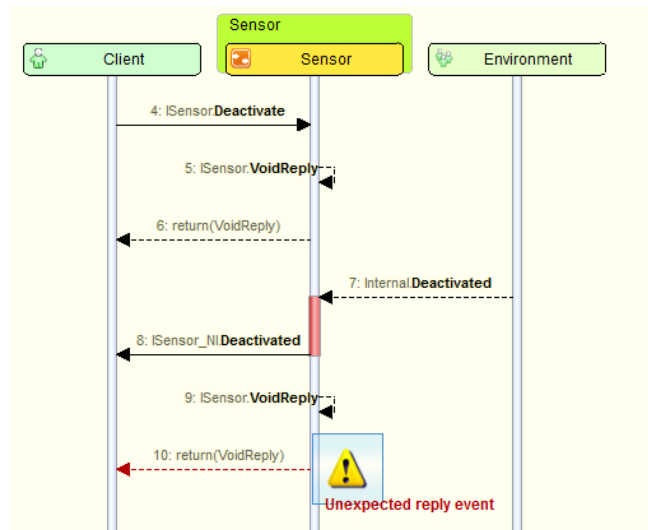 Sensor
Client
Sensor
Environment
4: ISensor.Deactivate
5: ISensor.VoidReply
6: return(VoidReply)
7: Internal.Deactivated
8: ISensor_NI.Deactivated
9: ISensor.VoidReply
10: return(VoidReply)
Unexpected reply event